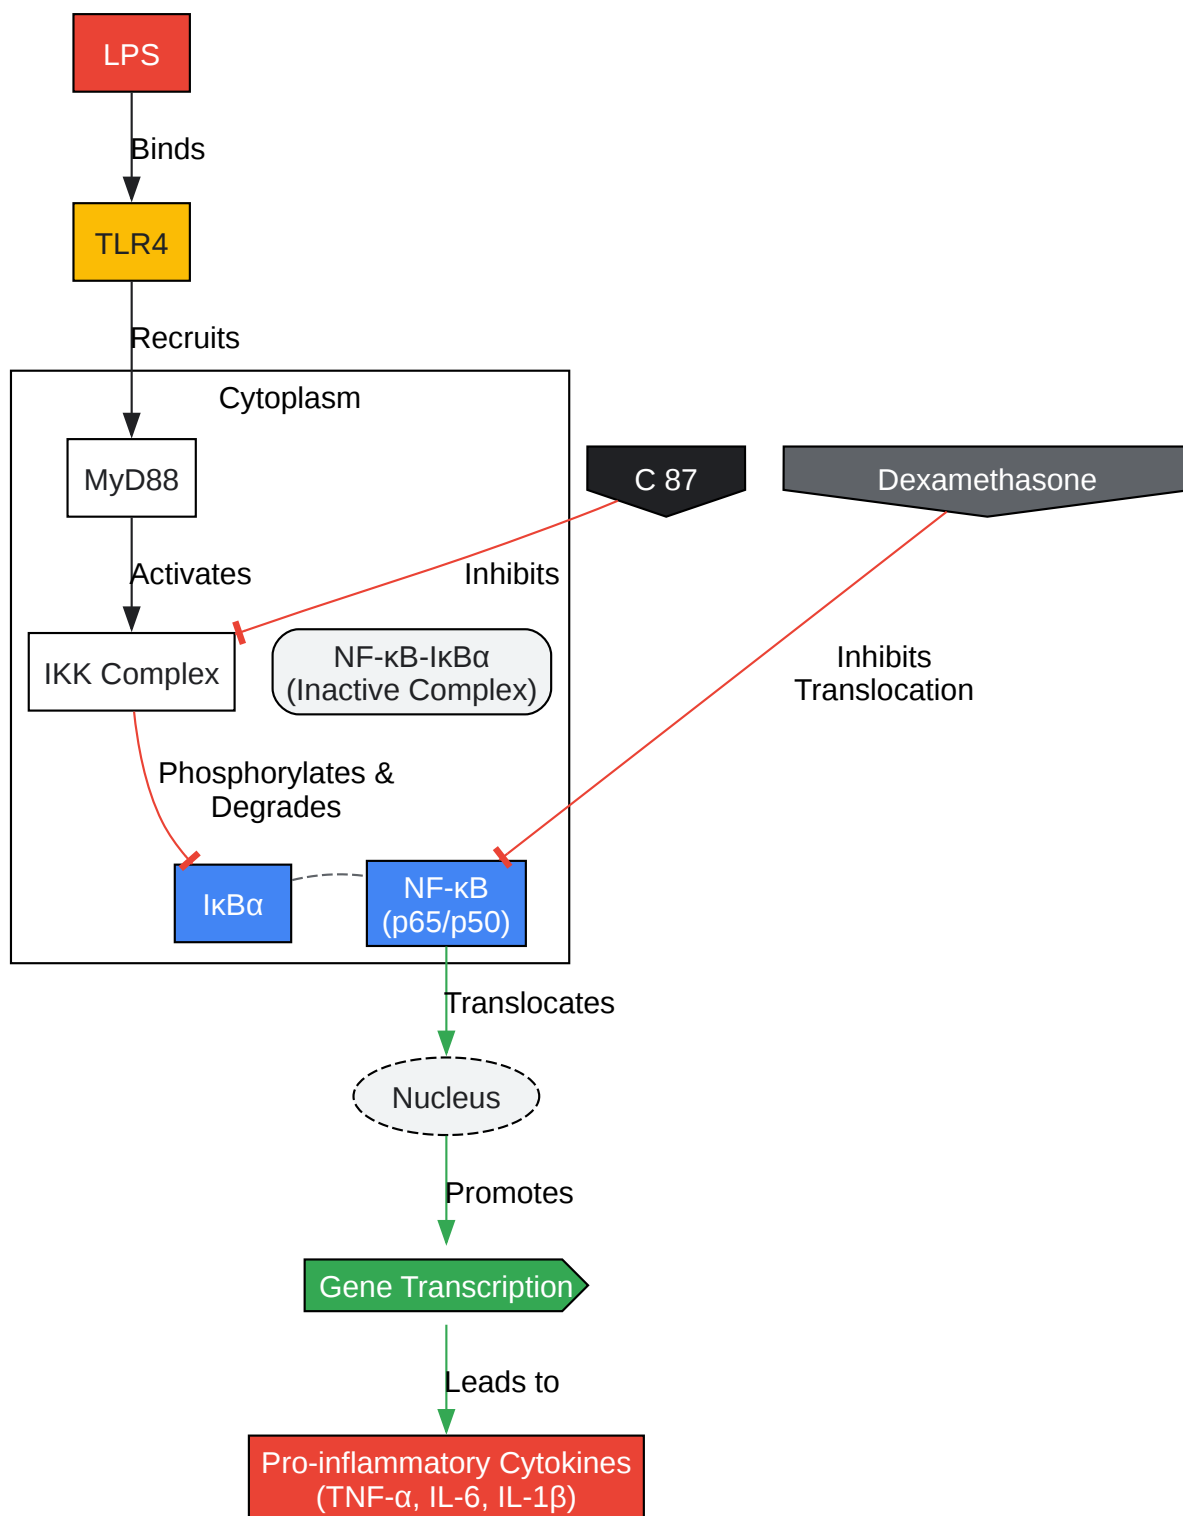 LPS
Binds
TLR4
Recruits
Cytoplasm
MyD88
C 87
Dexamethasone
Activates
Inhibits
IKK Complex
NF-κB-IκBα
(Inactive Complex)
Inhibits
Translocation
Phosphorylates &
Degrades
IκBα
NF-κB
(p65/p50)
Translocates
Nucleus
Promotes
Gene Transcription
Leads to
Pro-inflammatory Cytokines
(TNF-α, IL-6, IL-1β)